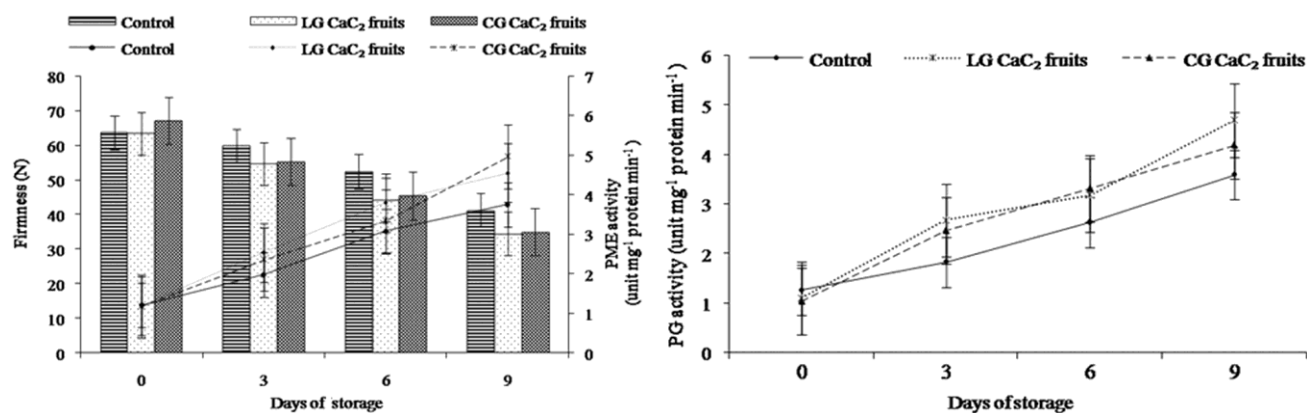 Control LG CaC₂ fruits CG CaC₂ fruits
Control LG CaC₂ fruits CG CaC₂ fruits
Firmness (N)
80
70
60
50
40
30
20
10
0
7
6
5
4
3
2
1
0
PME activity
(unit mg⁻¹ protein min⁻¹)
0 3 6 9
Days of storage
Control LG CaC₂ fruits CG CaC₂ fruits
PG activity (unit mg⁻¹ protein min⁻¹)
6
5
4
3
2
1
0
0 3 6 9
Days of storage